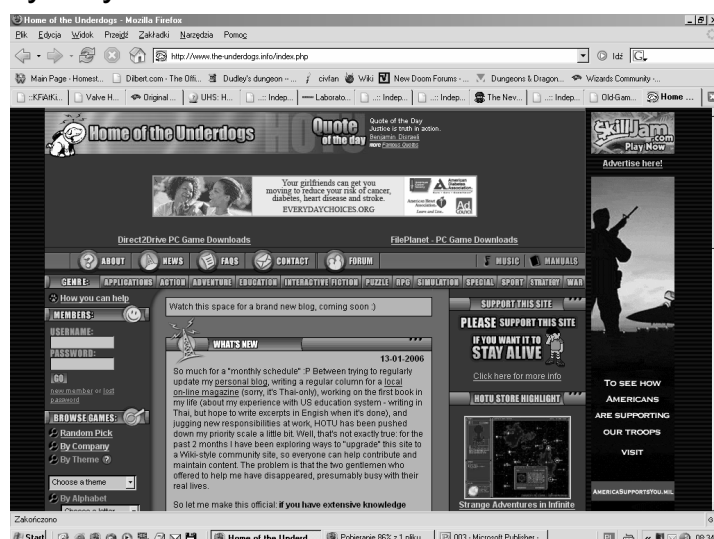 Home of the Underdogs - Mozilla Firefox
Plik Edycja Widok Przejdź Zakładki Narzędzia Pomoc
http://www.the-underdogs.info/index.php
Idź
Main Page - Homest...
Dilbert.com - The Offi...
Dudley's dungeon -- ...
civfan
Wiki
New Doom Forums - ...
Dungeons & Dragon...
Wizards Community -...
Valve H...
Original...
UHS: H...
..:: Indep...
Laborato...
..:: Indep...
..:: Indep...
The Nev...
..:: Indep...
Old-Gam...
Home ...
Home of the Underdogs
HOTU
Quote of the day
Quote of the Day
Justice is truth in action.
Benjamin Disraeli
more Famous Quotes
SkillJam.com
Play Now
Advertise here!
Your girlfriends can get you
moving to reduce your risk of cancer,
diabetes, heart disease and stroke.
EVERYDAYCHOICES.ORG
Direct2Drive PC Game Downloads
FilePlanet - PC Game Downloads
ABOUT NEWS FAQS CONTACT FORUM MUSIC MANUALS
GENRE: APPLICATIONS ACTION ADVENTURE EDUCATION INTERACTIVE FICTION PUZZLE RPG SIMULATION SPECIAL SPORT STRATEGY WAR
How you can help
MEMBERS:
USERNAME:
PASSWORD:
GO
new member or lost
password
BROWSE GAMES:
Random Pick
By Company
By Theme
Choose a theme
By Alphabet
Watch this space for a brand new blog, coming soon :)
WHAT'S NEW
13-01-2006
So much for a "monthly schedule" :P Between trying to regularly
update my personal blog, writing a regular column for a local
on-line magazine (sorry, it's Thai-only), working on the first book in
my life (about my experience with US education system - writing in
Thai, but hope to write excerpts in Engish when it's done), and
jugging new responsibilities at work, HOTU has been pushed
down my priority scale a little bit. Well, that's not exactly true: for the
past 2 months I have been exploring ways to "upgrade" this site to
a Wiki-style community site, so everyone can help contribute and
maintain content. The problem is that the two gentlemen who
offered to help me have disappeared, presumably busy with their
real lives.
So let me make this official: if you have extensive knowledge
SUPPORT THIS SITE
PLEASE SUPPORT THIS SITE
IF YOU WANT IT TO
STAY ALIVE
Click here for more info
HOTU STORE HIGHLIGHT
Strange Adventures in Infinite
TO SEE HOW
AMERICANS
ARE SUPPORTING
OUR TROOPS
VISIT
AMERICASUPPORTSYOU.MIL
Zakończono
Start
Home of the Underd...
Pobieranie 86% z 1 pliku...
003 - Microsoft Publisher - ...
08:34